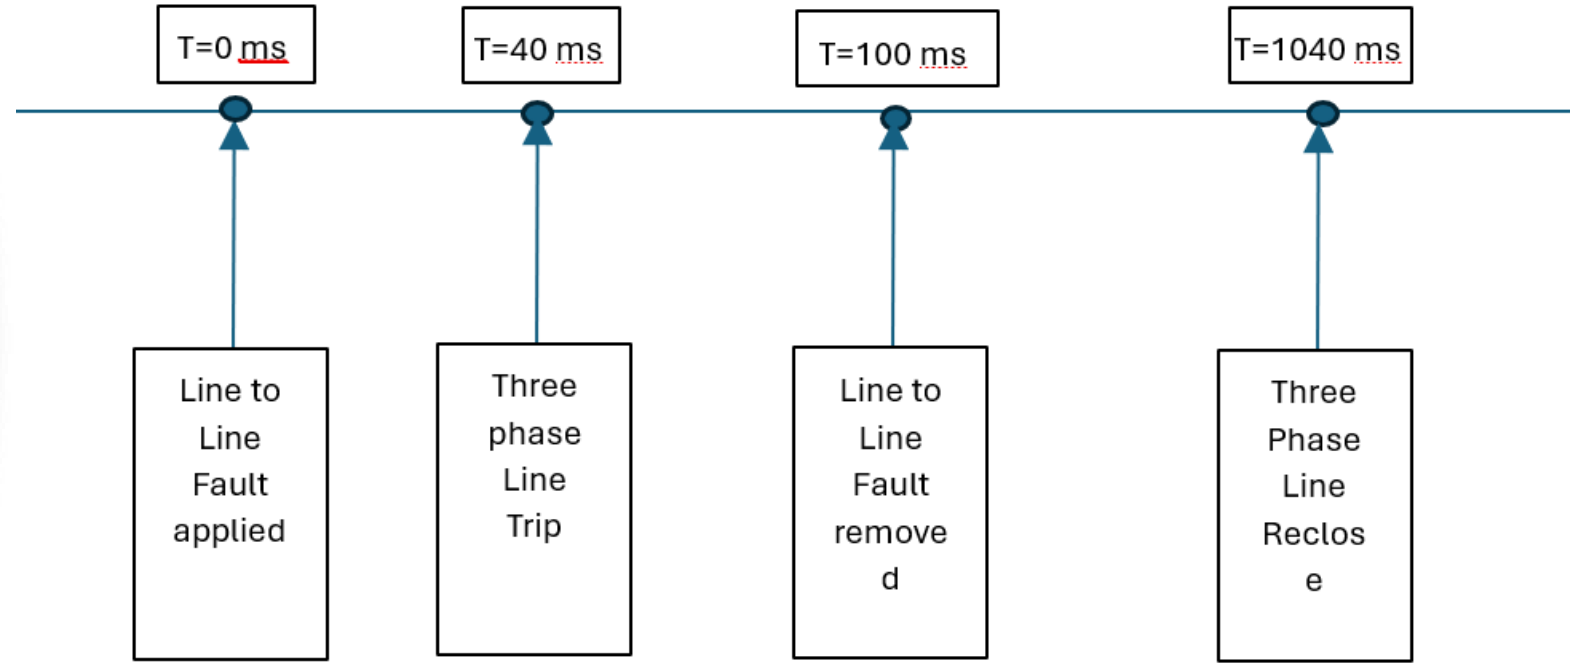 T=0 ms
T=40 ms
T=100 ms
T=1040 ms
Line to
Line
Fault
applied
Three
phase
Line
Trip
Line to
Line
Fault
remove
d
Three
Phase
Line
Reclos
e